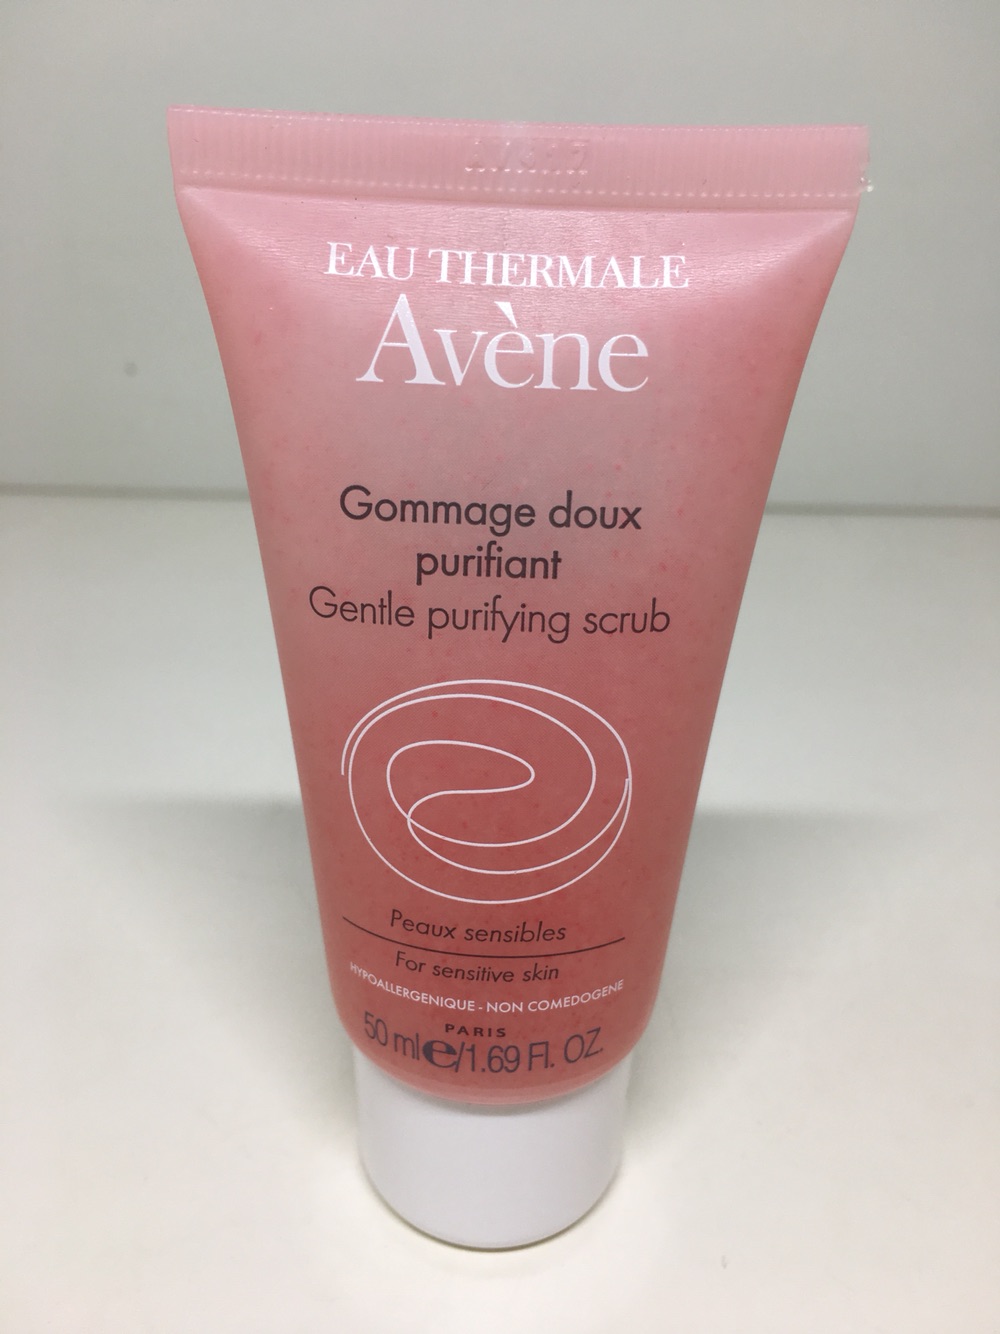 EAU THERMALE
Avène
Gommage doux
purifiant
Gentle purifying scrub
Peaux sensibles
For sensitive skin
HYPOALLERGENIQUE - NON COMEDOGENE
PARIS
50 ml e/1.69 Fl. OZ.